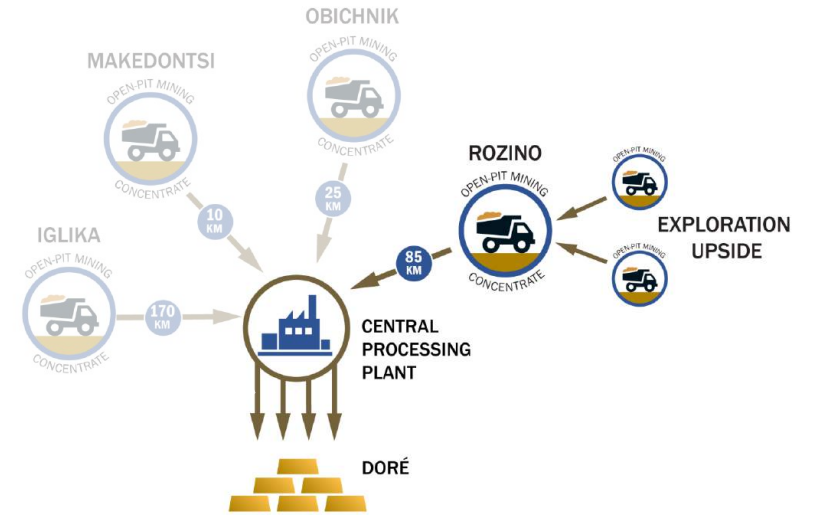 OBICHNIK
OPEN-PIT MINING
CONCENTRATE
MAKEDONTSI
OPEN-PIT MINING
CONCENTRATE
25
KM
10
KM
IGLIKA
OPEN-PIT MINING
CONCENTRATE
170
KM
ROZINO
OPEN-PIT MINING
CONCENTRATE
85
KM
OPEN-PIT MINING
OPEN-PIT MINING
EXPLORATION
UPSIDE
CENTRAL
PROCESSING
PLANT
DORÉ